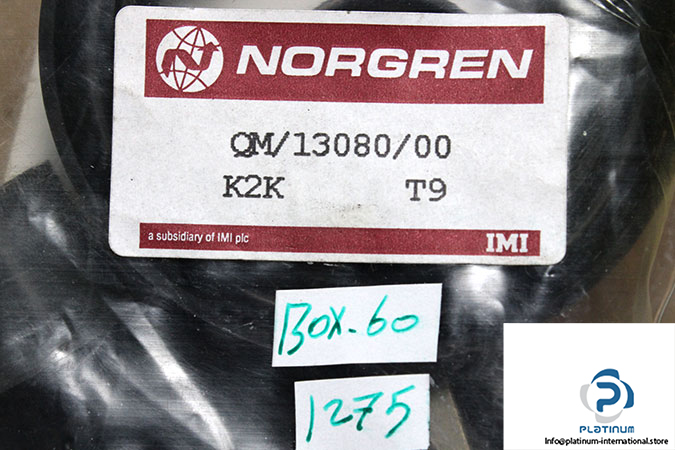 NORGREN
QM/13080/00
K2K T9
a subsidiary of IMI plc
IMI
BOX-60
1275
PLATINUM
Info@platinum-international.store